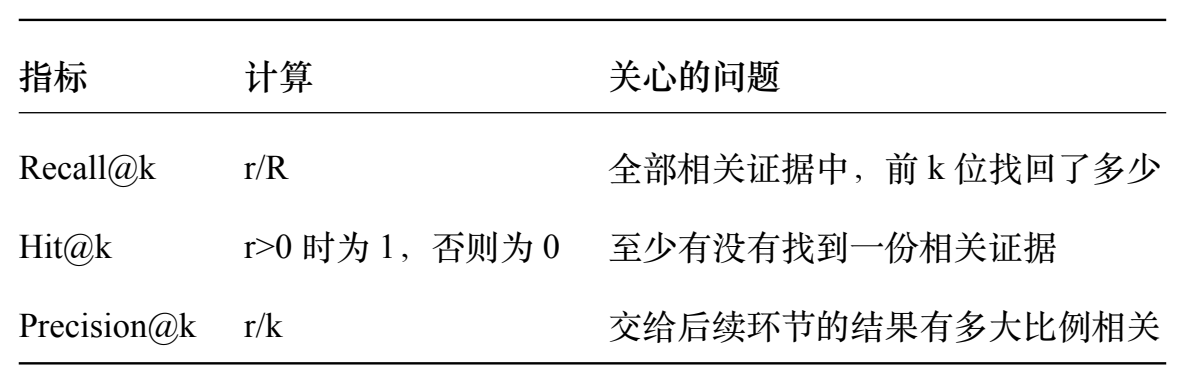 指标 计算 关心的问题
Recall@k r/R 全部相关证据中，前 k 位找回了多少
Hit@k r>0 时为 1，否则为 0 至少有没有找到一份相关证据
Precision@k r/k 交给后续环节的结果有多大比例相关